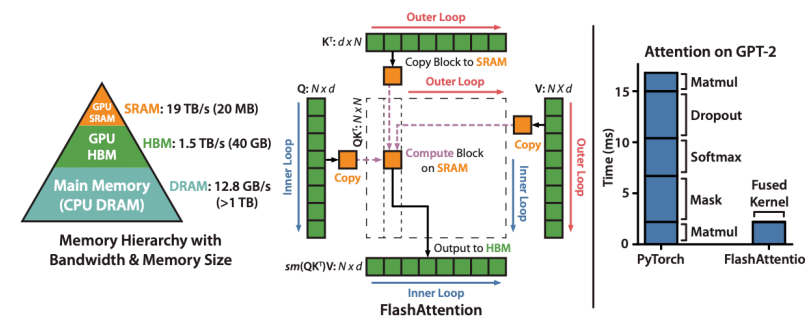 GPU
SRAM
SRAM: 19 TB/s (20 MB)
GPU
HBM
HBM: 1.5 TB/s (40 GB)
Main Memory
(CPU DRAM)
DRAM: 12.8 GB/s
(>1 TB)
Memory Hierarchy with
Bandwidth & Memory Size
Outer Loop
Kᵀ: d x N
Copy Block to SRAM
Outer Loop
Q: N x d
V: N X d
QKᵀ: N x N
Copy
Compute Block
on SRAM
Copy
Inner Loop
Inner Loop
Outer Loop
Output to HBM
sm(QKᵀ)V: N x d
Inner Loop
FlashAttention
Attention on GPT-2
Time (ms)
15
10
5
0
Matmul
Dropout
Softmax
Mask
Matmul
Fused
Kernel
PyTorch
FlashAttentio